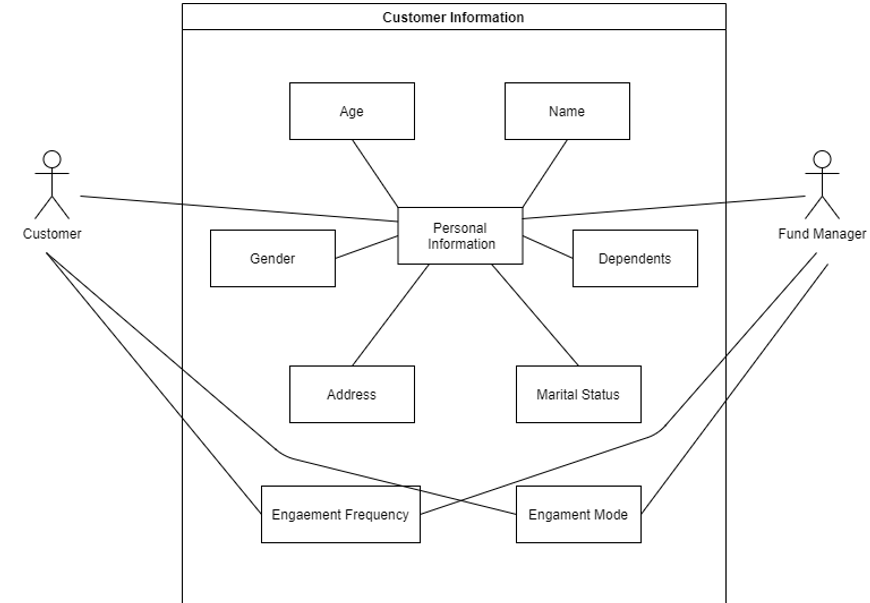 Customer Information
Age
Name
Personal
Information
Customer
Fund Manager
Gender
Dependents
Address
Marital Status
Engaement Frequency
Engament Mode